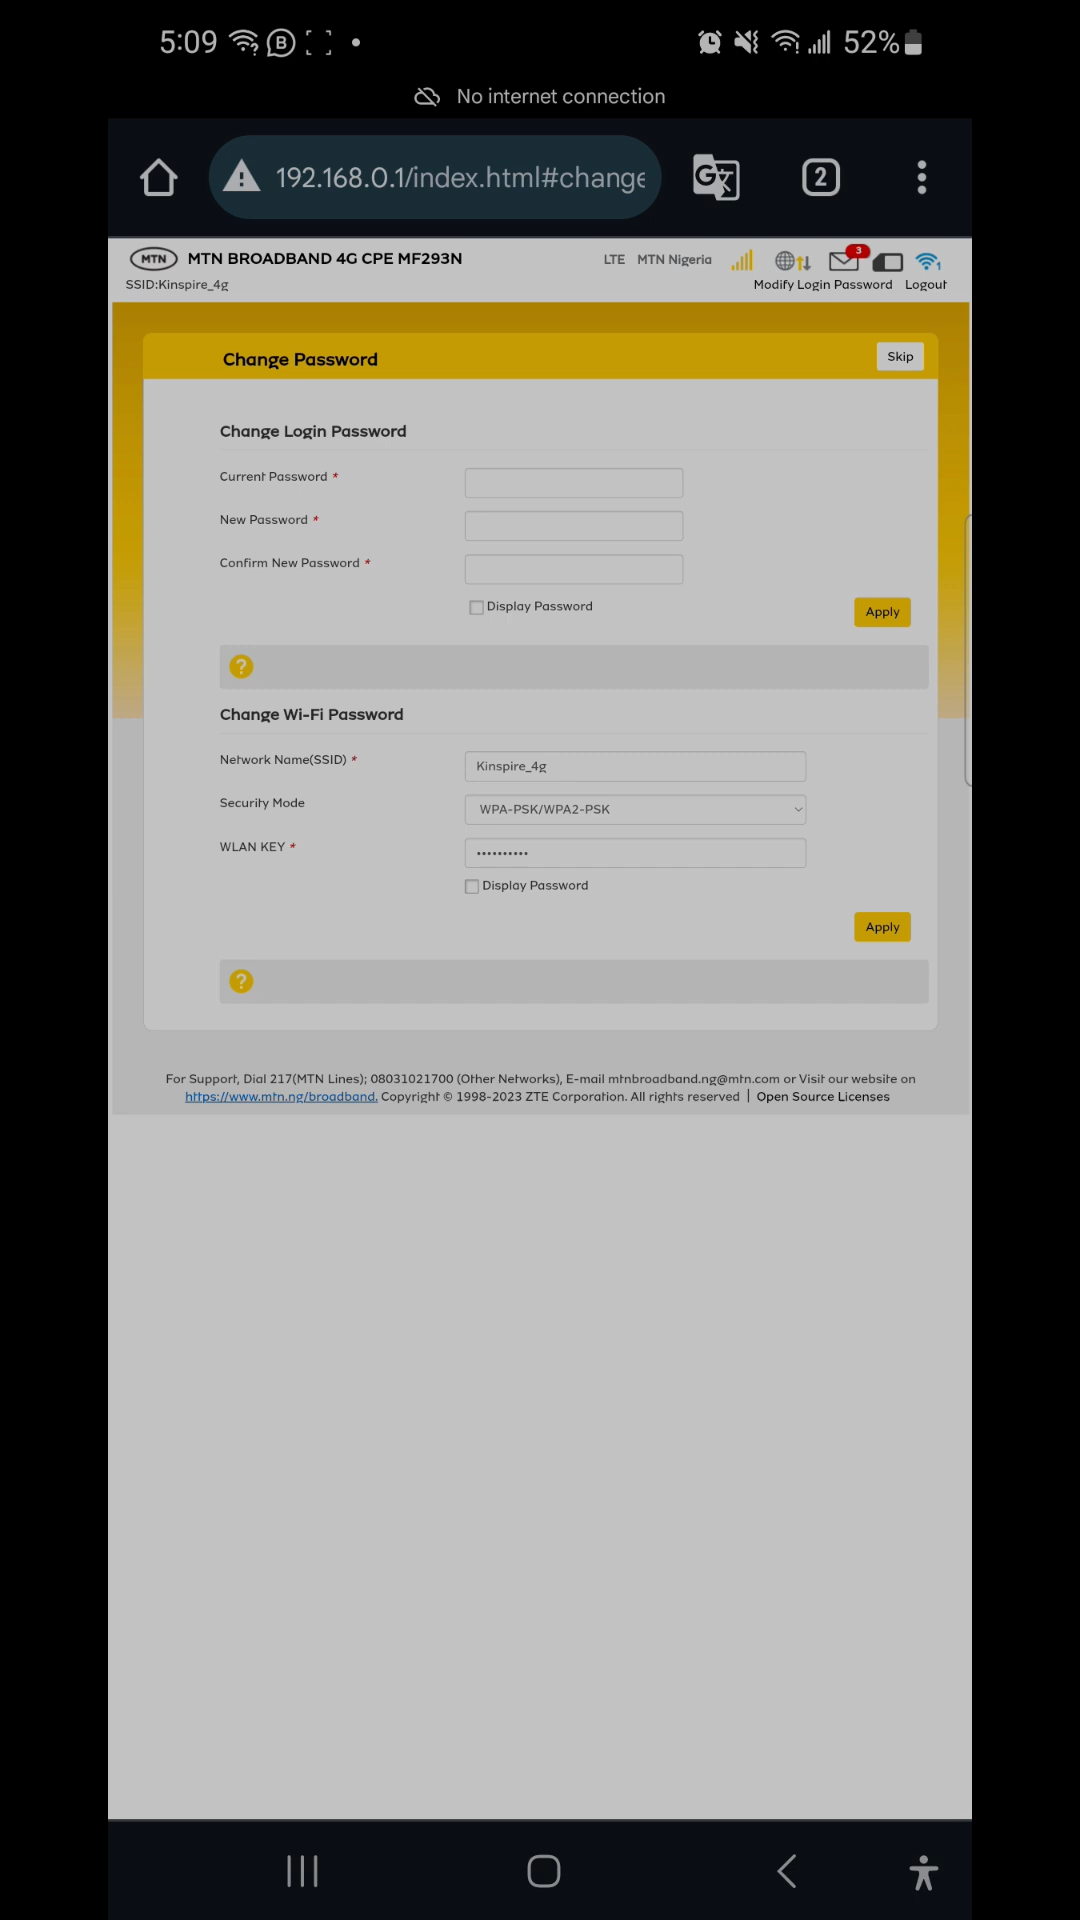 5:09 B 52%
No internet connection
192.168.0.1/index.html#change
G 2
MTN MTN BROADBAND 4G CPE MF293N LTE MTN Nigeria 3 1
SSID:Kinspire_4g Modify Login Password Logout
Change Password Skip
Change Login Password
Current Password *
New Password *
Confirm New Password *
Display Password
Apply
?
Change Wi-Fi Password
Network Name(SSID) * Kinspire_4g
Security Mode WPA-PSK/WPA2-PSK
WLAN KEY * ••••••••••
Display Password
Apply
?
For Support, Dial 217(MTN Lines); 08031021700 (Other Networks), E-mail mtnbroadband.ng@mtn.com or Visit our website on
https://www.mtn.ng/broadband. Copyright © 1998-2023 ZTE Corporation. All rights reserved | Open Source Licenses